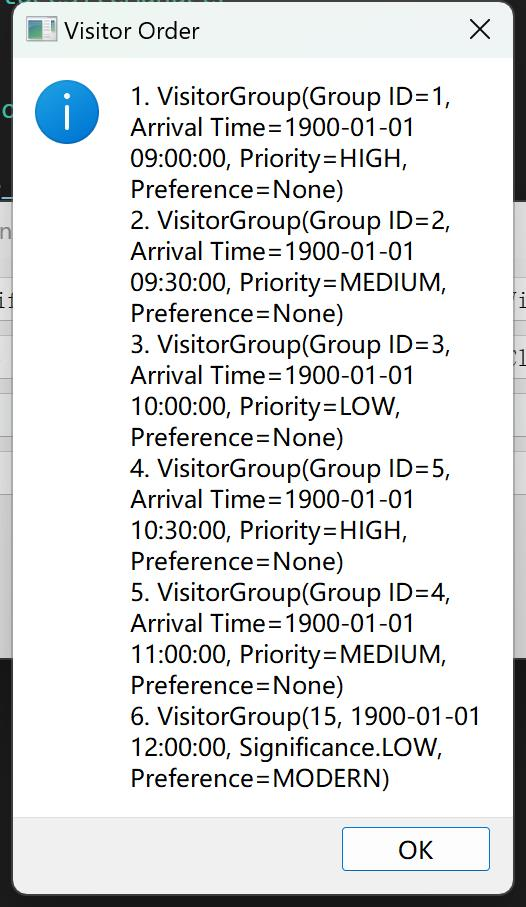 Visitor Order
1. VisitorGroup(Group ID=1,
Arrival Time=1900-01-01
09:00:00, Priority=HIGH,
Preference=None)
2. VisitorGroup(Group ID=2,
Arrival Time=1900-01-01
09:30:00, Priority=MEDIUM,
Preference=None)
3. VisitorGroup(Group ID=3,
Arrival Time=1900-01-01
10:00:00, Priority=LOW,
Preference=None)
4. VisitorGroup(Group ID=5,
Arrival Time=1900-01-01
10:30:00, Priority=HIGH,
Preference=None)
5. VisitorGroup(Group ID=4,
Arrival Time=1900-01-01
11:00:00, Priority=MEDIUM,
Preference=None)
6. VisitorGroup(15, 1900-01-01
12:00:00, Significance.LOW,
Preference=MODERN)
OK